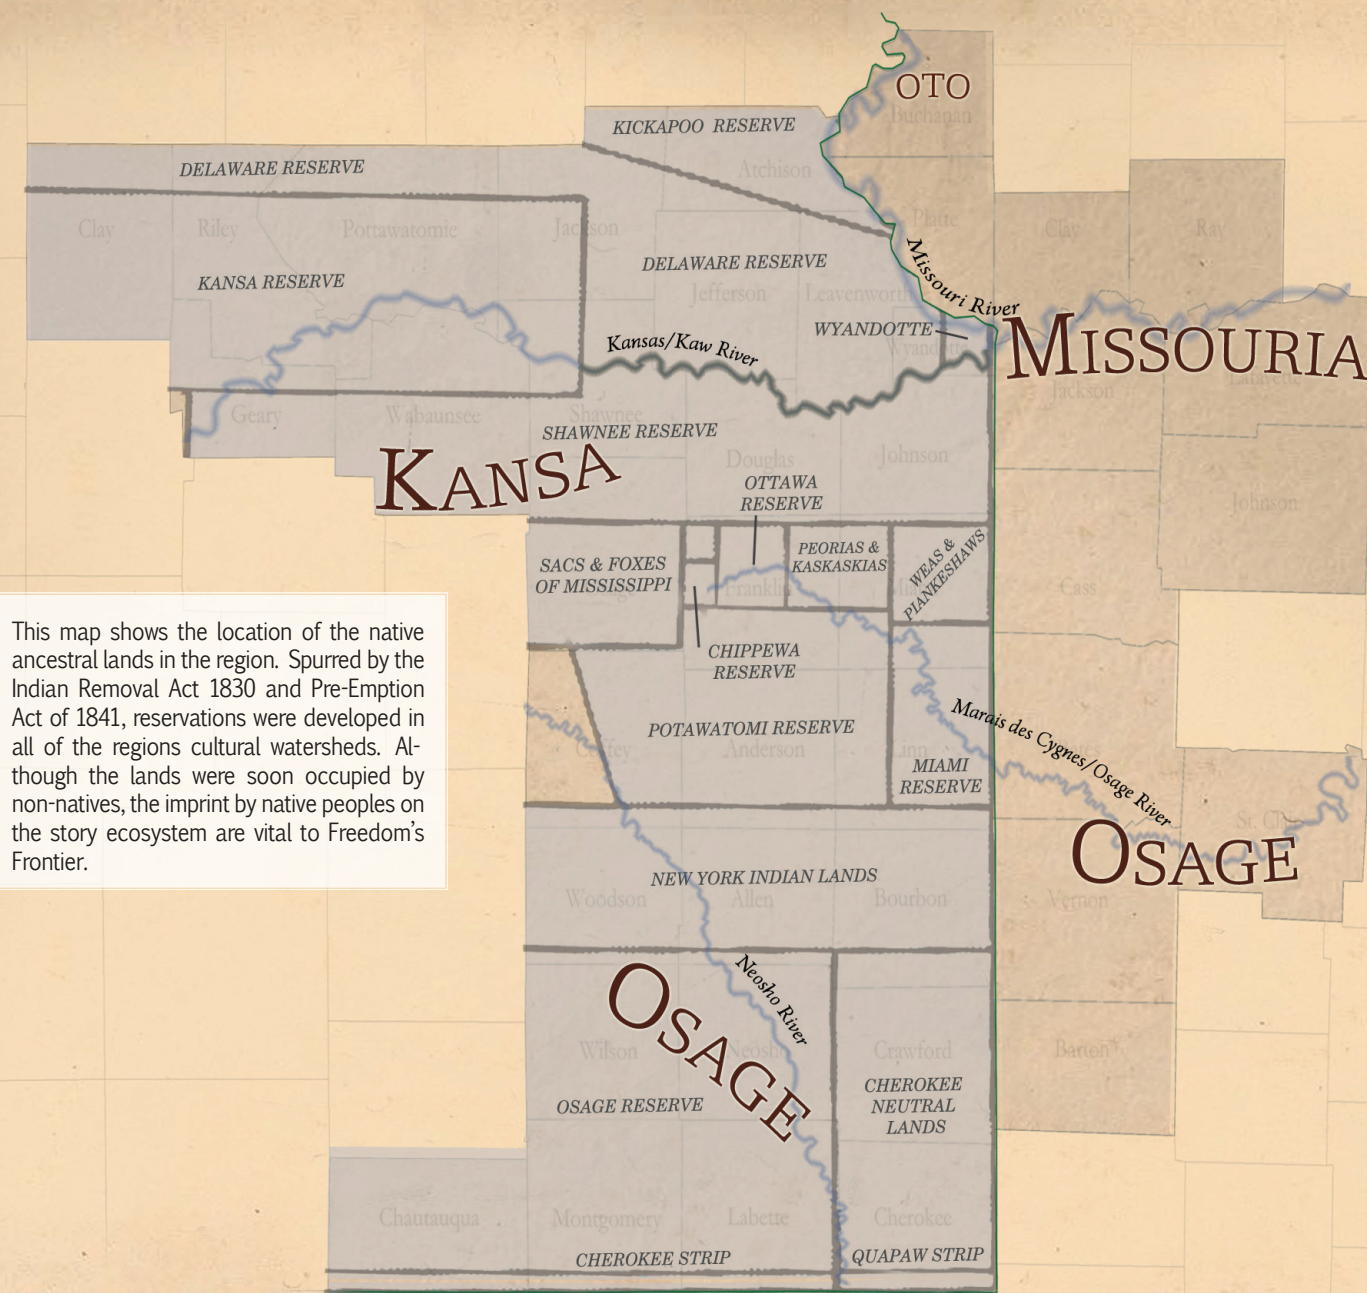 OTO
Buchanan
KICKAPOO RESERVE
Atchison
DELAWARE RESERVE
Clay
Riley
Pottawatomie
Jackson
Platte
Clay
Ray
KANSA RESERVE
DELAWARE RESERVE
Jefferson
Leavenworth
Missouri River
WYANDOTTE
Wyandotte
Kansas/Kaw River
MISSOURIA
Jackson
Lafayette
Geary
Wabaunsee
Shawnee
SHAWNEE RESERVE
KANSA
Douglas
Johnson
Johnson
OTTAWA
RESERVE
SACS & FOXES
OF MISSISSIPPI
PEORIAS &
KASKASKIAS
WEAS &
PIANKESHAWS
Franklin
Cass
CHIPPEWA
RESERVE
This map shows the location of the native
ancestral lands in the region. Spurred by the
Indian Removal Act 1830 and Pre-Emption
Act of 1841, reservations were developed in
all of the regions cultural watersheds. Al-
though the lands were soon occupied by
non-natives, the imprint by native peoples on
the story ecosystem are vital to Freedom's
Frontier.
POTAWATOMI RESERVE
Coffey
Anderson
Linn
MIAMI
RESERVE
Marais des Cygnes/Osage River
OSAGE
NEW YORK INDIAN LANDS
Woodson
Allen
Bourbon
Vernon
Neosho River
OSAGE
Wilson
Neosho
Crawford
Barton
OSAGE RESERVE
CHEROKEE
NEUTRAL
LANDS
Chautauqua
Montgomery
Labette
Cherokee
CHEROKEE STRIP
QUAPAW STRIP